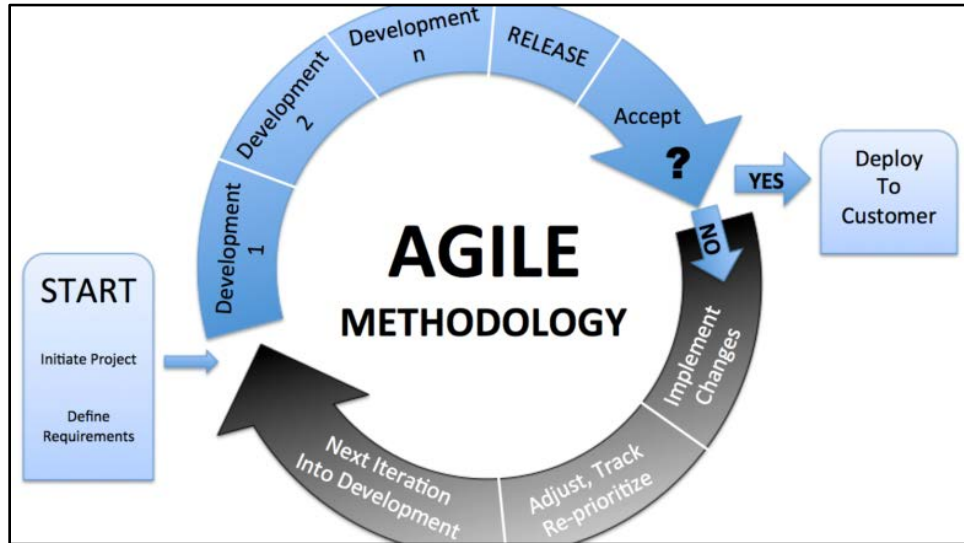 START
Initiate Project
Define
Requirements
Development
1
Development
2
Development
n
RELEASE
Accept
?
YES
Deploy
To
Customer
NO
Implement
Changes
Adjust, Track
Re-prioritize
Next Iteration
Into Development
AGILE
METHODOLOGY